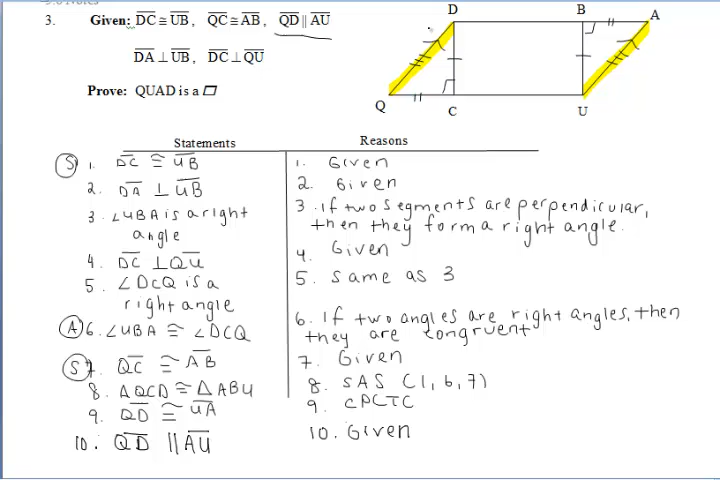 3. Given: DC ≅ UB, QC ≅ AB, QD || AU
DA ⊥ UB, DC ⊥ QU
Prove: QUAD is a ▱
D B A
Q C U
Statements Reasons
(S) 1. DC ≅ UB 1. Given
2. DA ⊥ UB 2. Given
3. ∠UBA is a right angle 3. If two segments are perpendicular, then they form a right angle.
4. DC ⊥ QU 4. Given
5. ∠DCQ is a right angle 5. same as 3
(A) 6. ∠UBA ≅ ∠DCQ 6. If two angles are right angles, then they are congruent
(S) 7. QC ≅ AB 7. Given
8. ΔQCD ≅ ΔABU 8. SAS (1, 6, 7)
9. QD ≅ UA 9. CPCTC
10. QD || AU 10. Given